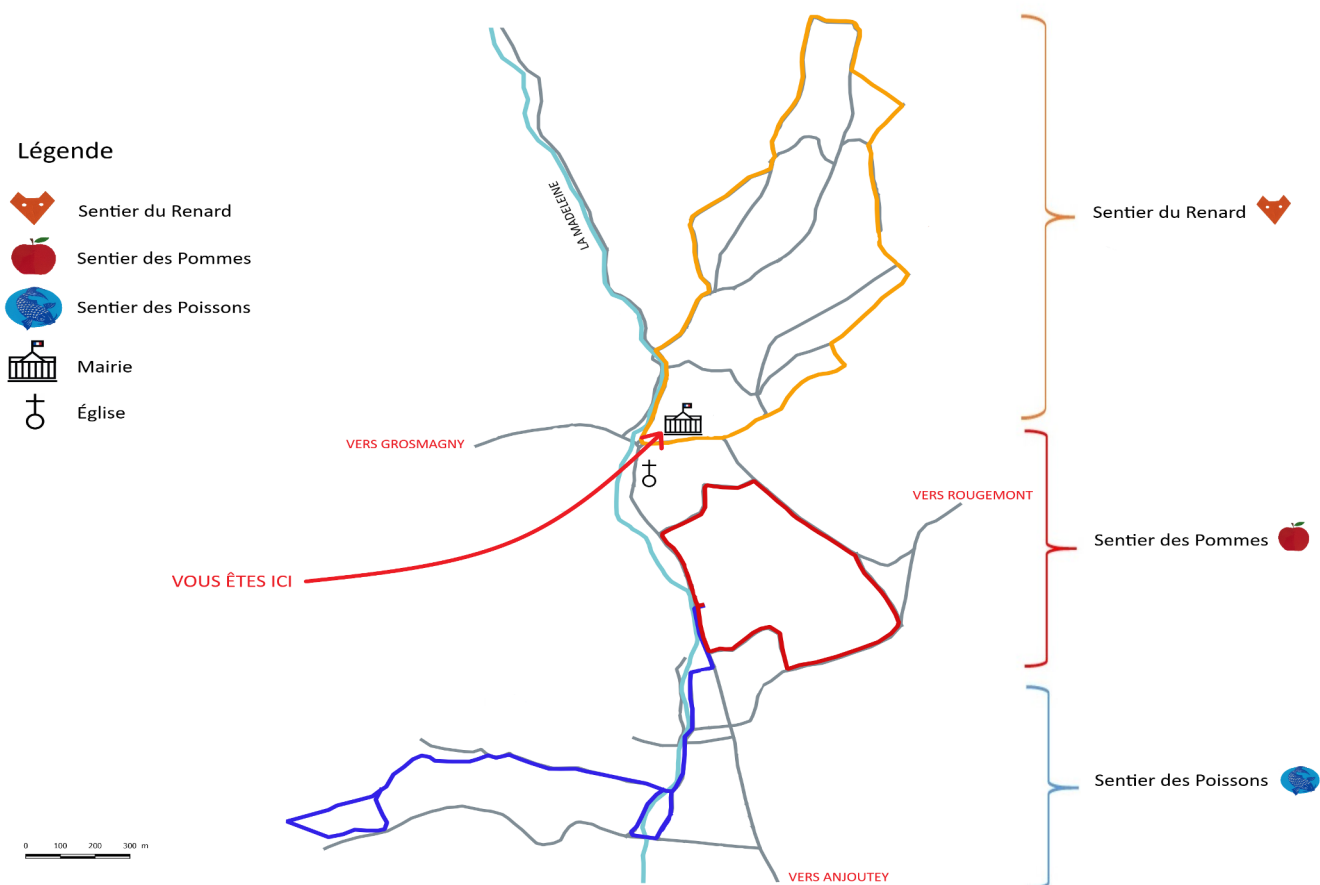 Légende
Sentier du Renard
Sentier des Pommes
Sentier des Poissons
Mairie
Église
LA MADELEINE
VERS GROSMAGNY
VERS ROUGEMONT
VOUS ÊTES ICI
VERS ANJOUTEY
Sentier du Renard
Sentier des Pommes
Sentier des Poissons
0 100 200 300 m